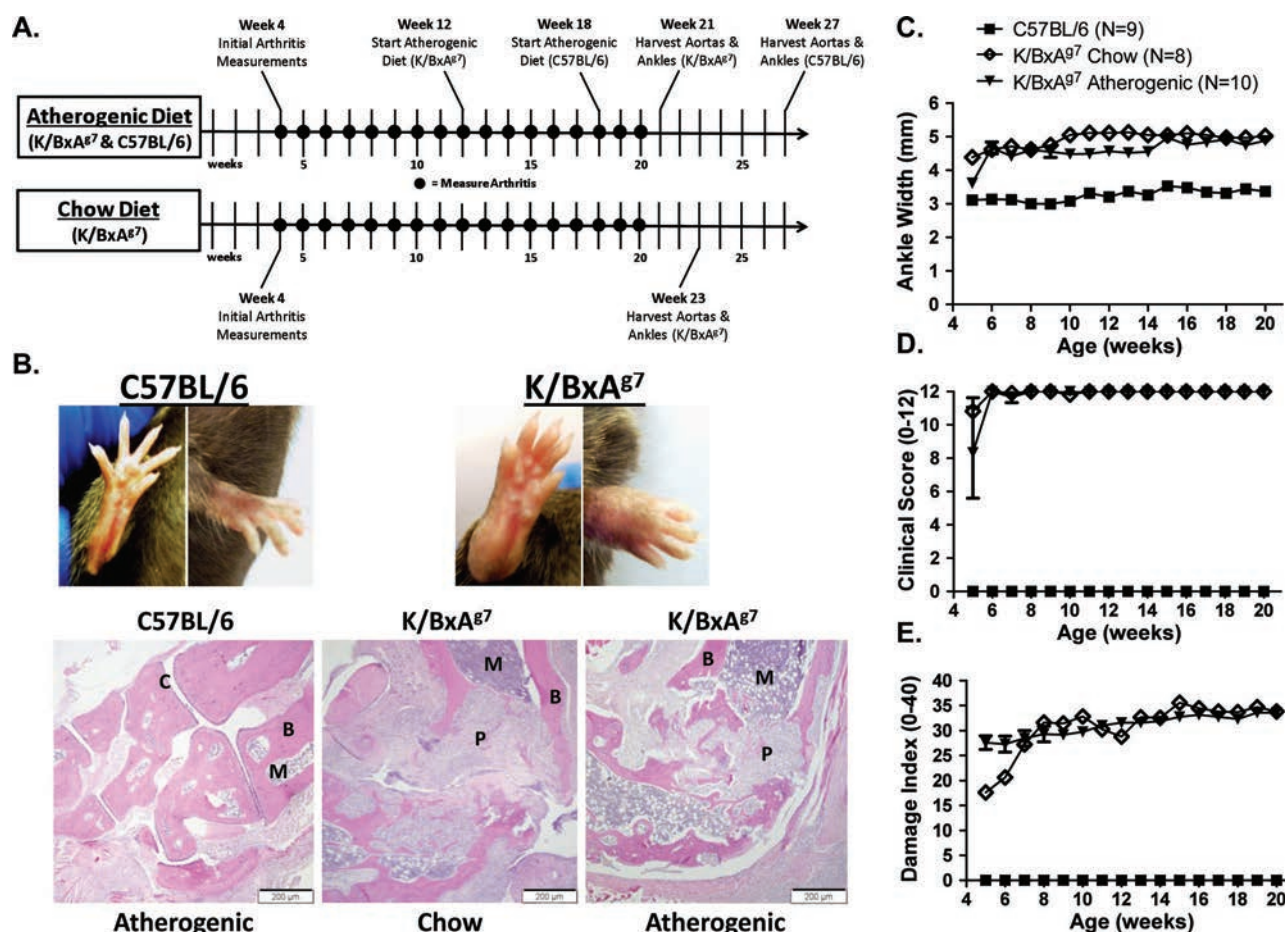 A.
Week 4
Initial Arthritis
Measurements
Week 12
Start Atherogenic
Diet (K/BxAg7)
Week 18
Start Atherogenic
Diet (C57BL/6)
Week 21
Harvest Aortas &
Ankles (K/BxAg7)
Week 27
Harvest Aortas &
Ankles (C57BL/6)
Atherogenic Diet
(K/BxAg7 & C57BL/6)
weeks 5 10 15 20 25
● = Measure Arthritis
Chow Diet
(K/BxAg7)
weeks 5 10 15 20 25
Week 4
Initial Arthritis
Measurements
Week 23
Harvest Aortas &
Ankles (K/BxAg7)
B.
C57BL/6 K/BxAg7
C57BL/6 K/BxAg7 K/BxAg7
C B M
M B P
B M P
200 μm 200 μm 200 μm
Atherogenic Chow Atherogenic
C.
C57BL/6 (N=9)
K/BxAg7 Chow (N=8)
K/BxAg7 Atherogenic (N=10)
Ankle Width (mm)
6
5
4
3
2
1
0
4 6 8 10 12 14 16 18 20
Age (weeks)
D.
Clinical Score (0-12)
12
10
8
6
4
2
0
4 6 8 10 12 14 16 18 20
Age (weeks)
E.
Damage Index (0-40)
40
35
30
25
20
15
10
5
0
4 6 8 10 12 14 16 18 20
Age (weeks)